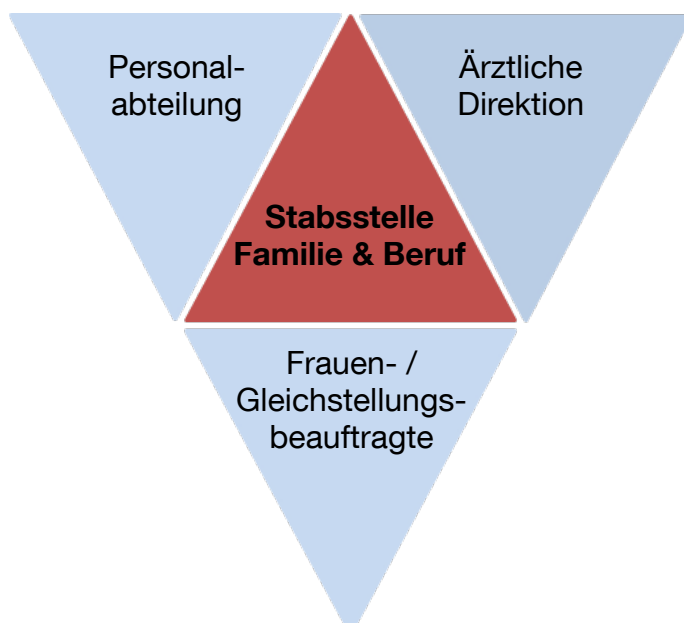 Personal-
abteilung
Ärztliche
Direktion
Stabsstelle
Familie & Beruf
Frauen- /
Gleichstellungs-
beauftragte